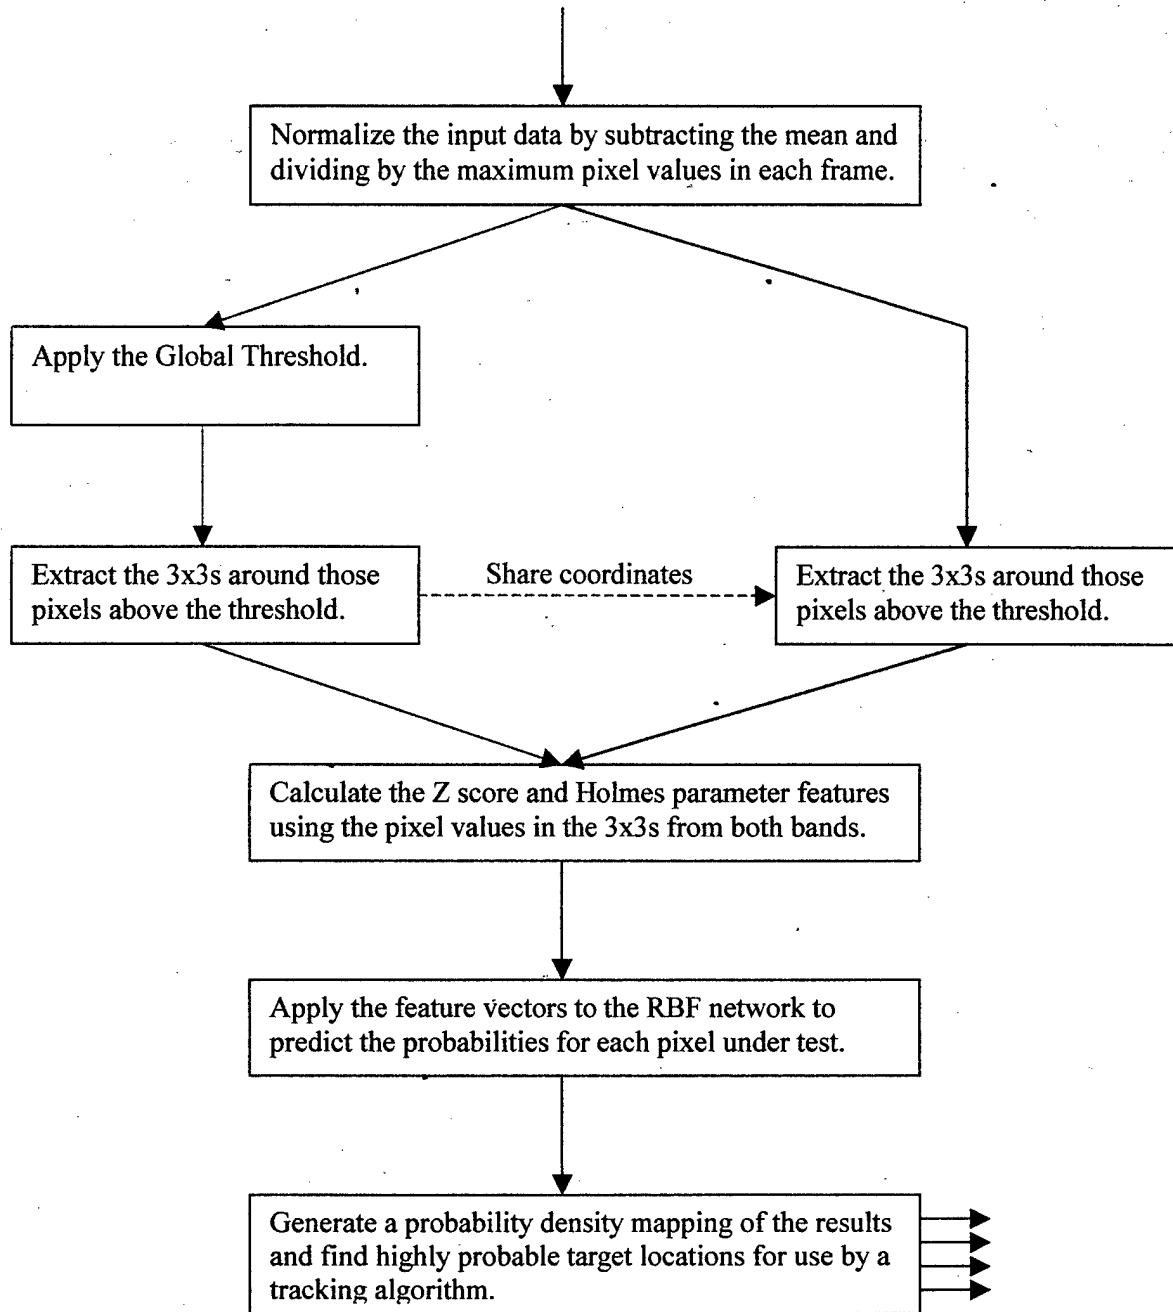 Normalize the input data by subtracting the mean and
dividing by the maximum pixel values in each frame.
Apply the Global Threshold.
Extract the 3x3s around those
pixels above the threshold.
Share coordinates
Extract the 3x3s around those
pixels above the threshold.
Calculate the Z score and Holmes parameter features
using the pixel values in the 3x3s from both bands.
Apply the feature vectors to the RBF network to
predict the probabilities for each pixel under test.
Generate a probability density mapping of the results
and find highly probable target locations for use by a
tracking algorithm.